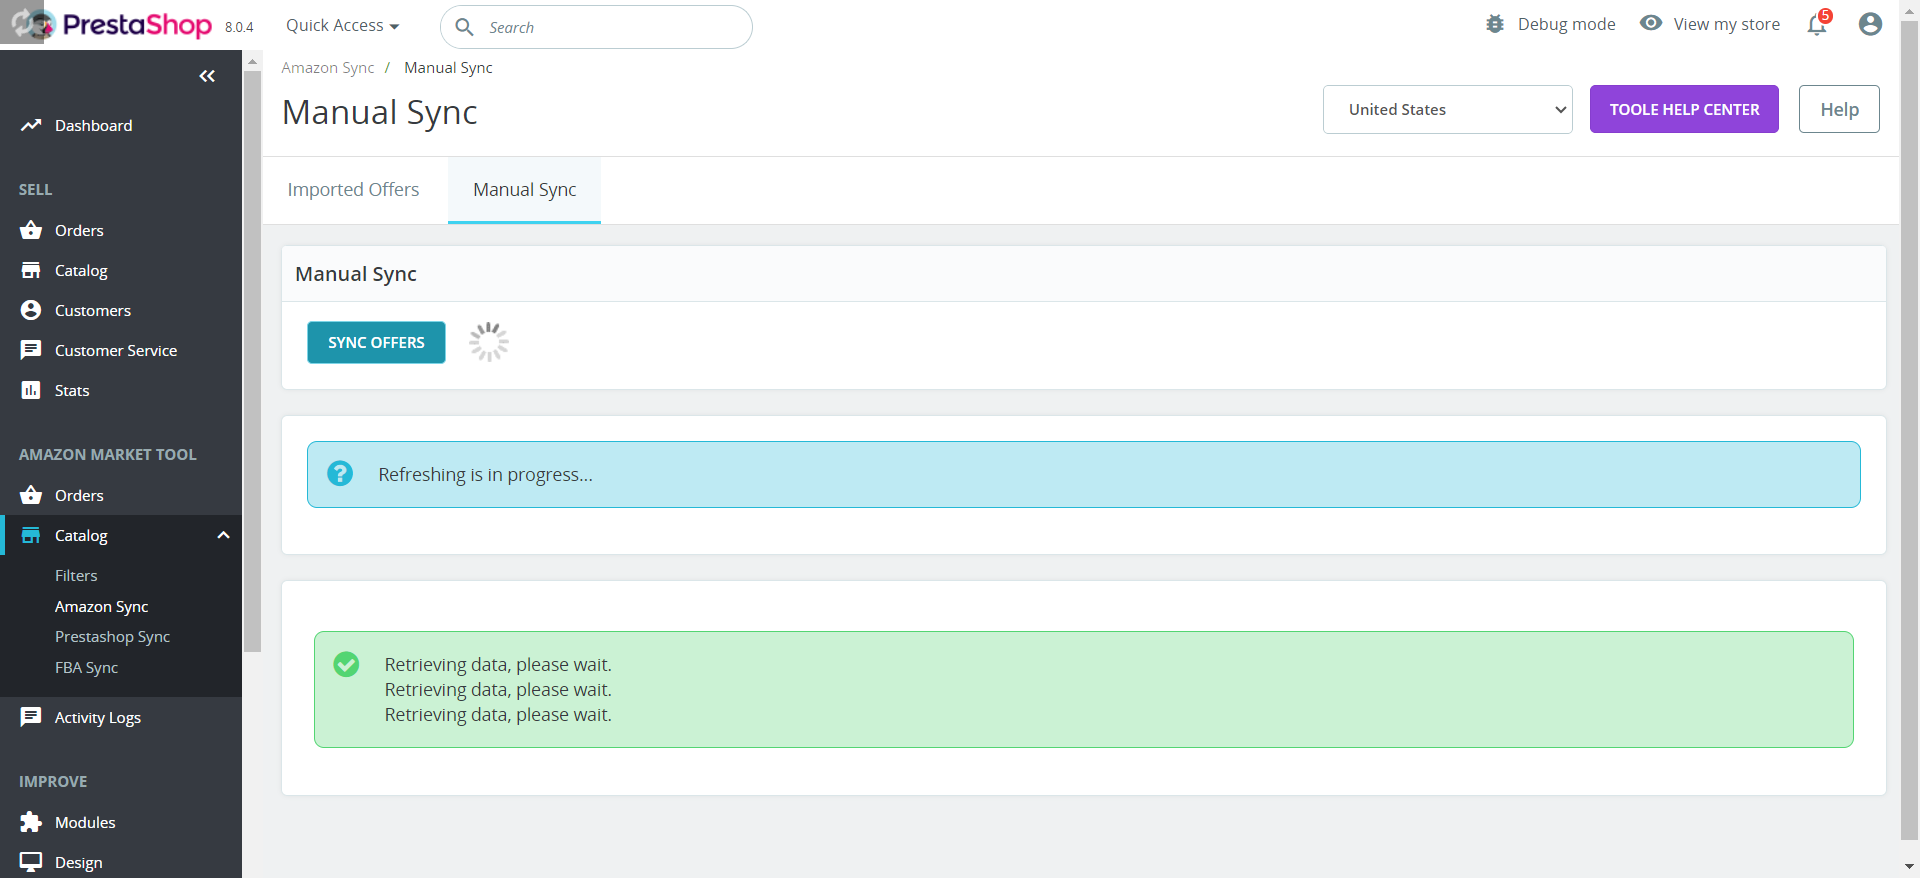 PrestaShop 8.0.4
Quick Access
Search
Debug mode
View my store
5
Amazon Sync / Manual Sync
Manual Sync
United States
TOOLE HELP CENTER
Help
Imported Offers
Manual Sync
Manual Sync
SYNC OFFERS
Refreshing is in progress...
Retrieving data, please wait.
Retrieving data, please wait.
Retrieving data, please wait.
Dashboard
SELL
Orders
Catalog
Customers
Customer Service
Stats
AMAZON MARKET TOOL
Orders
Catalog
Filters
Amazon Sync
Prestashop Sync
FBA Sync
Activity Logs
IMPROVE
Modules
Design